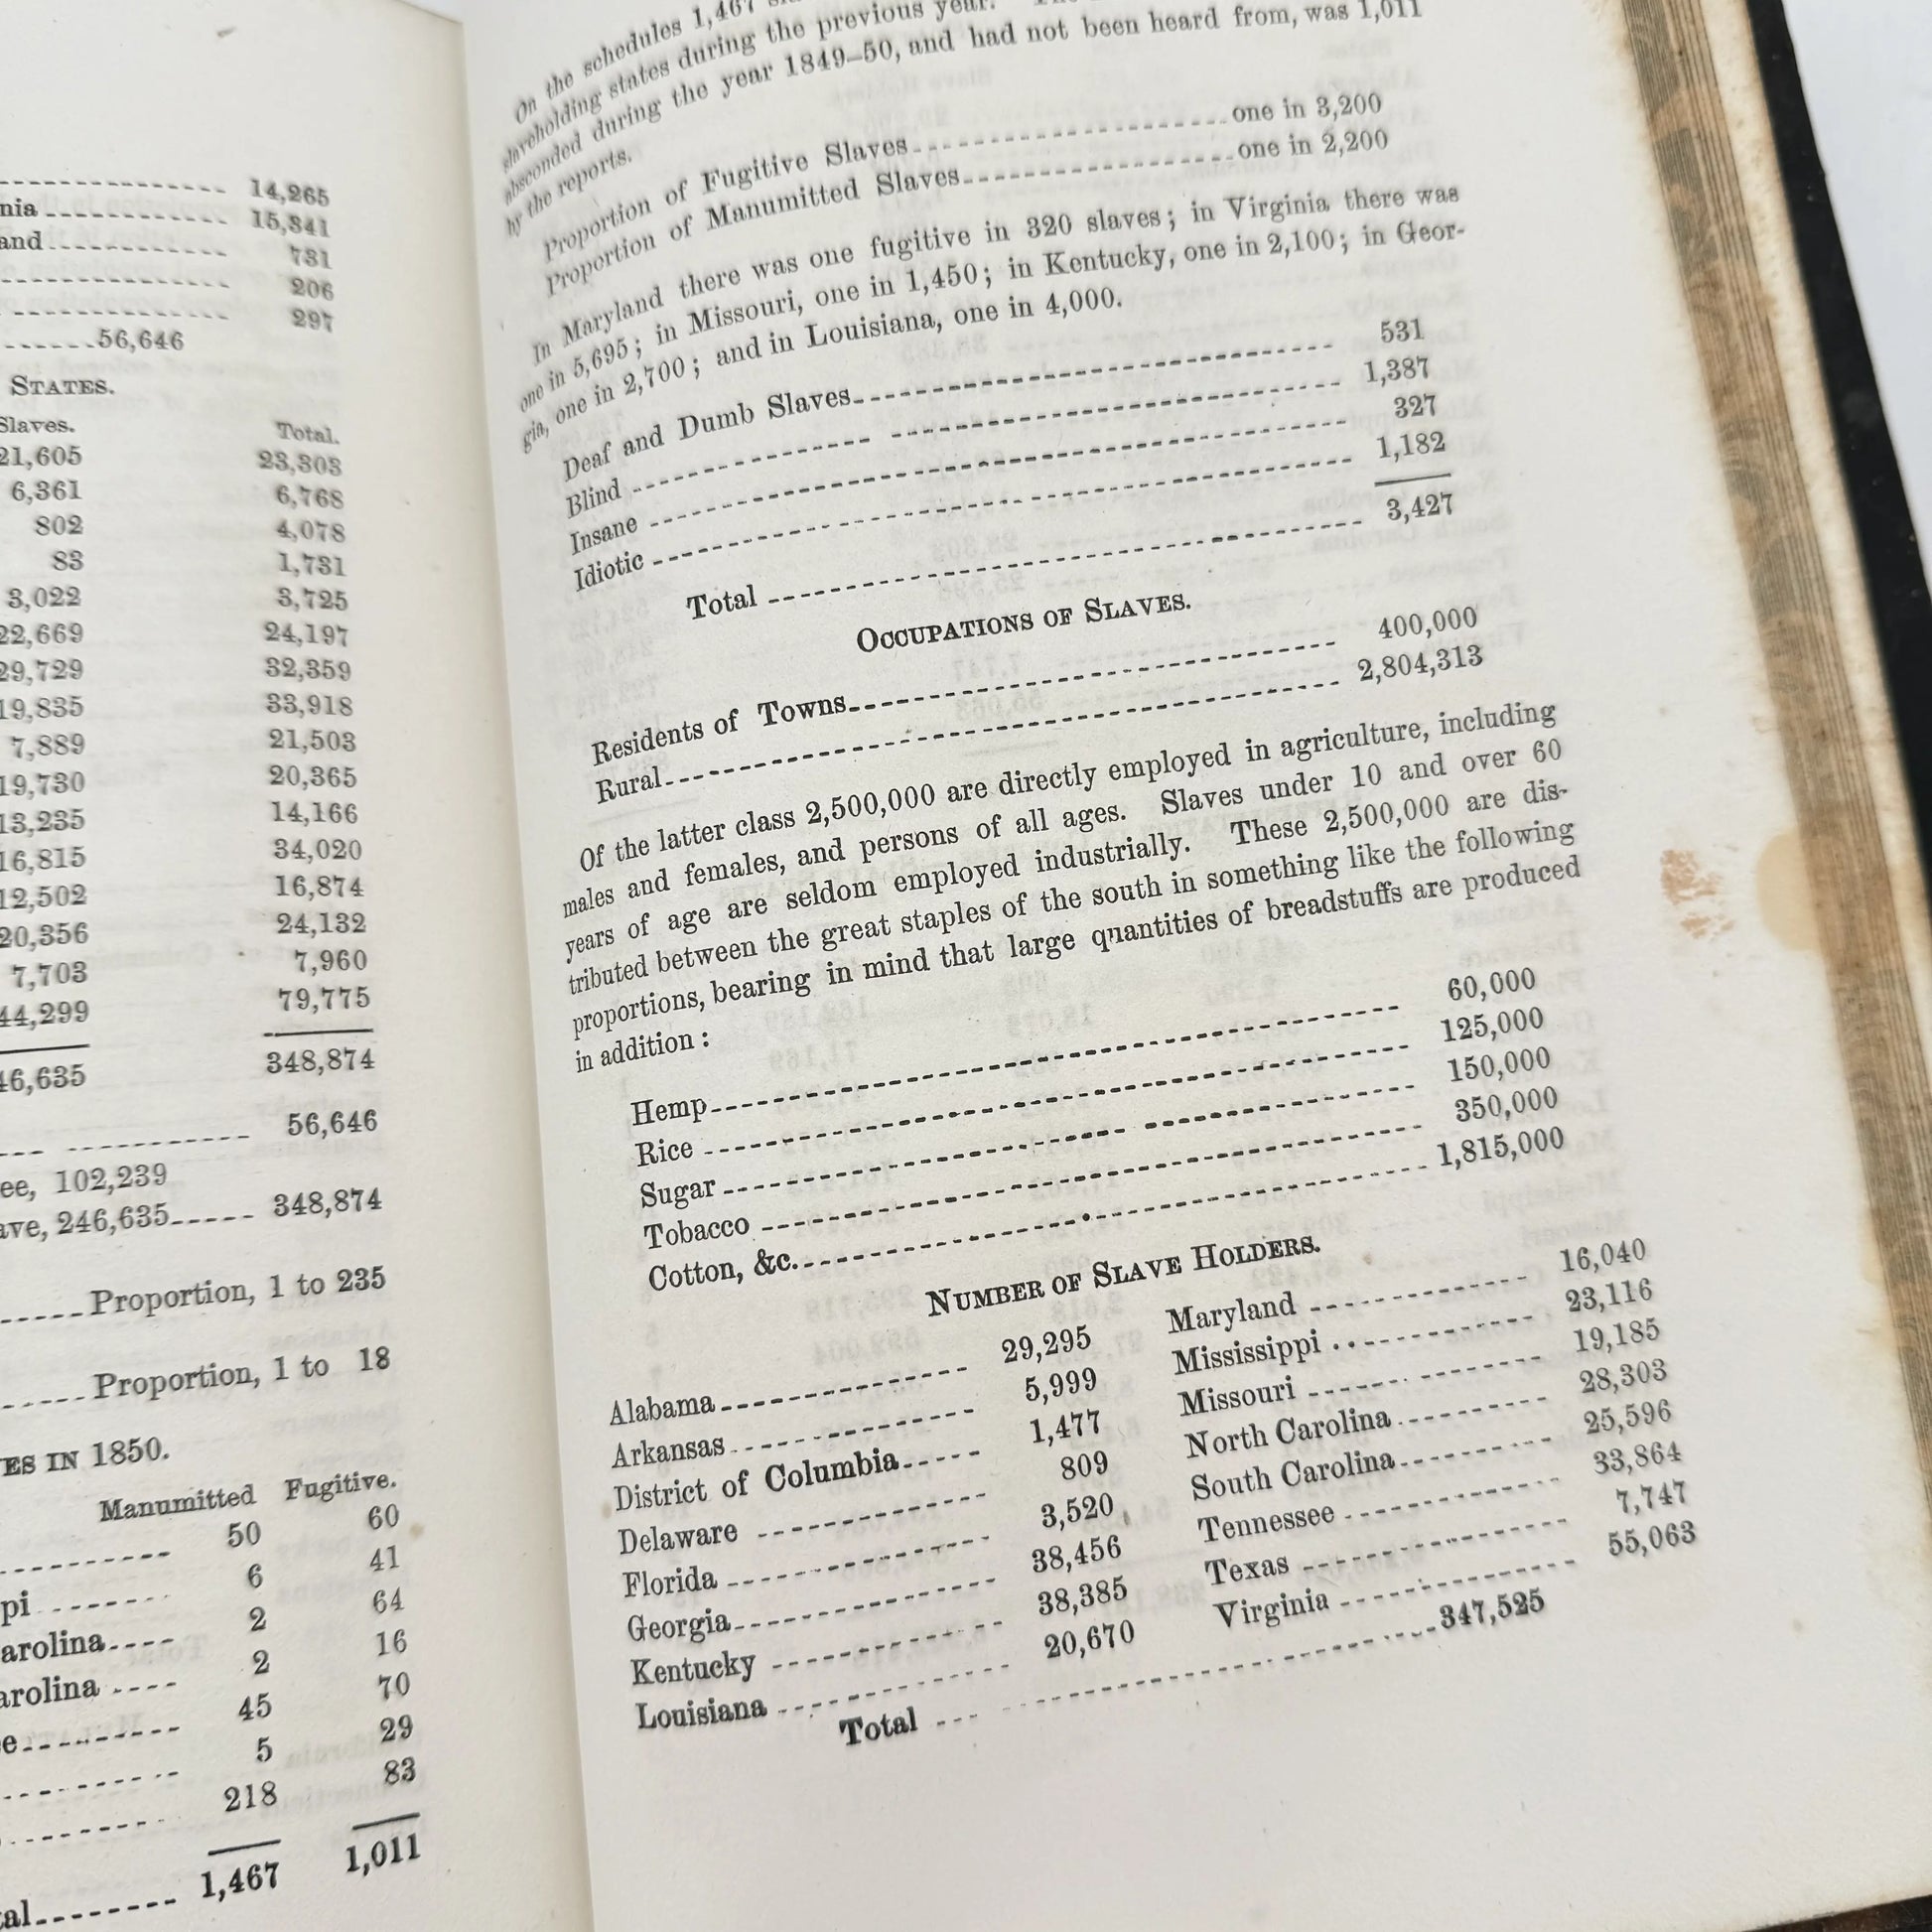 14,265
nia 15,841
and 731
206
297
56,646
STATES.
Slaves. Total.
21,605 23,303
6,361 6,768
802 4,078
83 1,731
3,022 3,725
22,669 24,197
29,729 32,359
19,835 33,918
7,889 21,503
19,730 20,365
13,235 14,166
16,815 34,020
12,502 16,874
20,356 24,132
7,703 7,960
44,299 79,775
46,635 348,874
56,646
ee, 102,239
ave, 246,635 348,874
Proportion, 1 to 235
Proportion, 1 to 18
ES IN 1850.
Manumitted Fugitive.
50 60
pi 6 41
arolina 2 64
arolina 2 16
e 45 70
5 29
218 83
tal 1,467 1,011
On the schedules 1,467
slaveholding states during the previous year.
absconded during the year 1849–50, and had not been heard from, was 1,011
by the reports.
Proportion of Fugitive Slaves one in 3,200
Proportion of Manumitted Slaves one in 2,200
In Maryland there was one fugitive in 320 slaves; in Virginia there was
one in 5,695; in Missouri, one in 1,450; in Kentucky, one in 2,100; in Geor-
gia, one in 2,700; and in Louisiana, one in 4,000.
Deaf and Dumb Slaves 531
Blind 1,387
Insane 327
Idiotic 1,182
Total 3,427
OCCUPATIONS OF SLAVES.
Residents of Towns 400,000
Rural 2,804,313
Of the latter class 2,500,000 are directly employed in agriculture, including
males and females, and persons of all ages. Slaves under 10 and over 60
years of age are seldom employed industrially. These 2,500,000 are dis-
tributed between the great staples of the south in something like the following
proportions, bearing in mind that large quantities of breadstuffs are produced
in addition:
Hemp 60,000
Rice 125,000
Sugar 150,000
Tobacco 350,000
Cotton, &c. 1,815,000
NUMBER OF SLAVE HOLDERS.
Alabama 29,295
Arkansas 5,999
District of Columbia 1,477
Delaware 809
Florida 3,520
Georgia 38,456
Kentucky 38,385
Louisiana 20,670
Maryland 16,040
Mississippi 23,116
Missouri 19,185
North Carolina 28,303
South Carolina 25,596
Tennessee 33,864
Texas 7,747
Virginia 55,063
Total 347,525